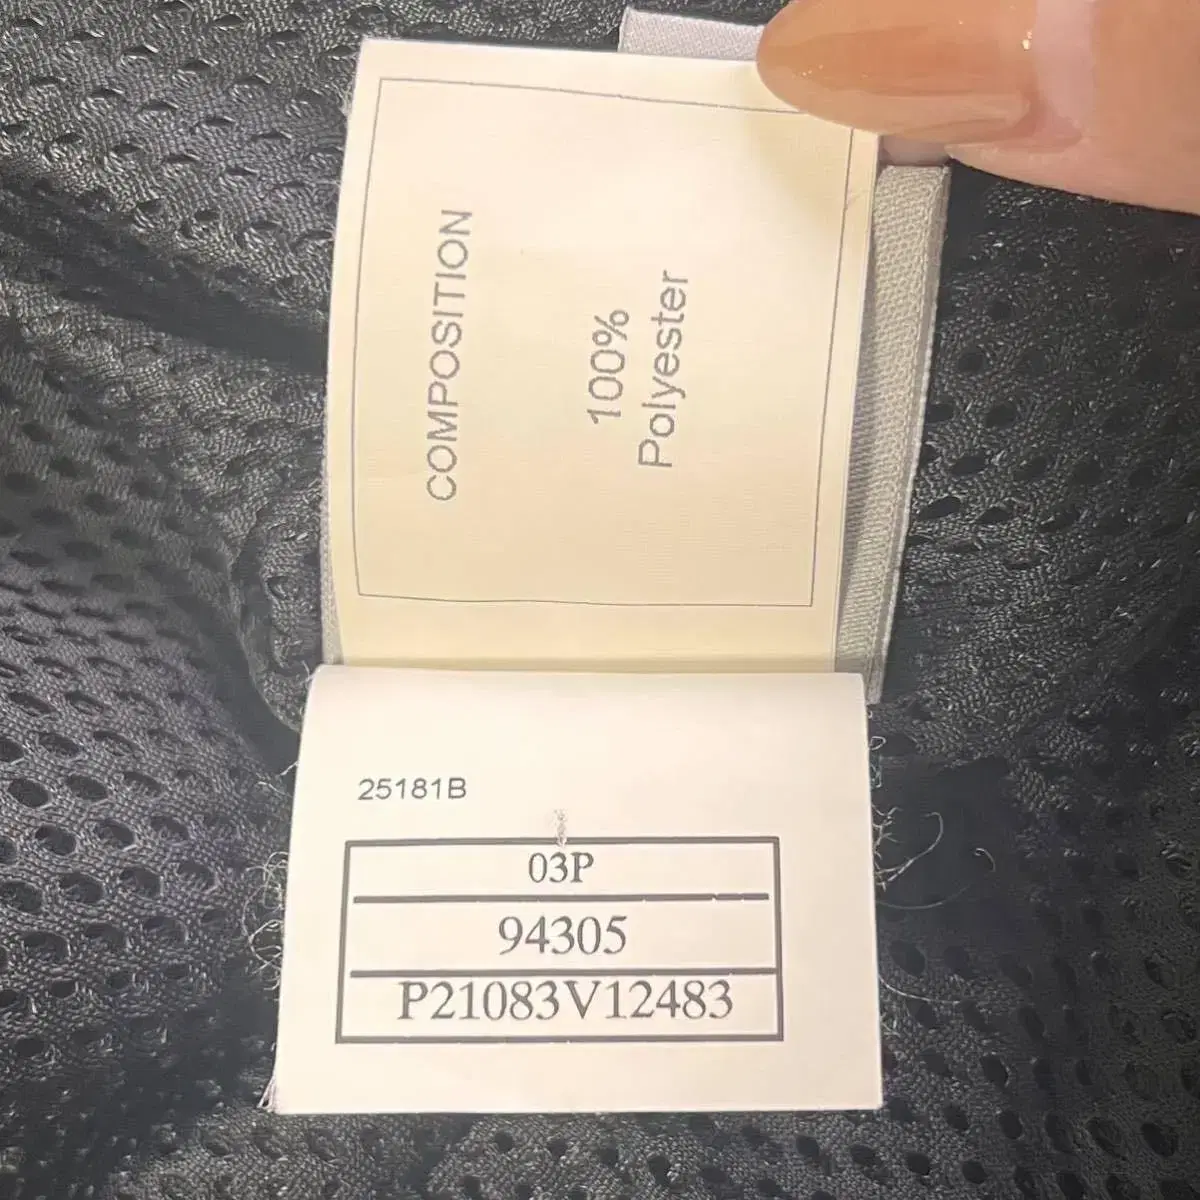 COMPOSITION
100%
Polyester
25181B
03P
94305
P21083V12483